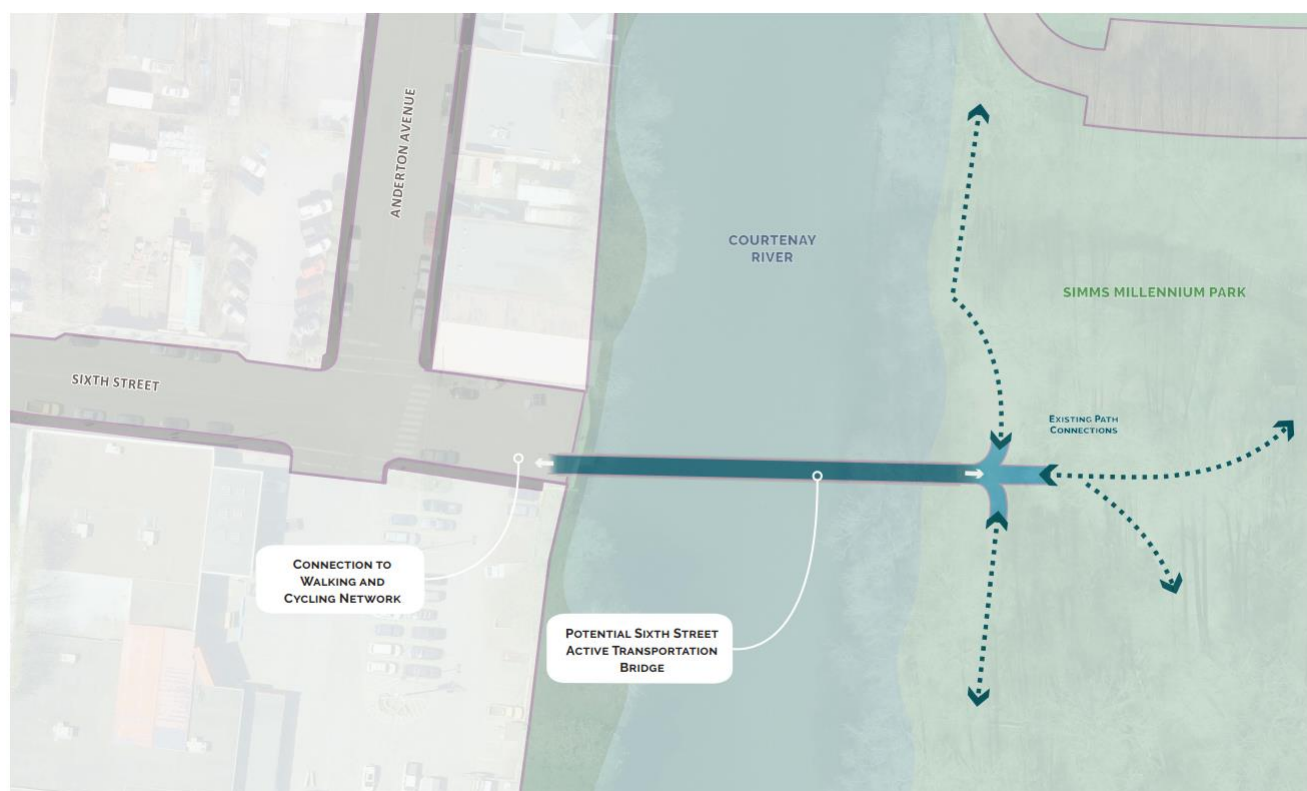 ANDERTON AVENUE
COURTENAY
RIVER
SIMMS MILLENNIUM PARK
SIXTH STREET
EXISTING PATH
CONNECTIONS
CONNECTION TO
WALKING AND
CYCLING NETWORK
POTENTIAL SIXTH STREET
ACTIVE TRANSPORTATION
BRIDGE